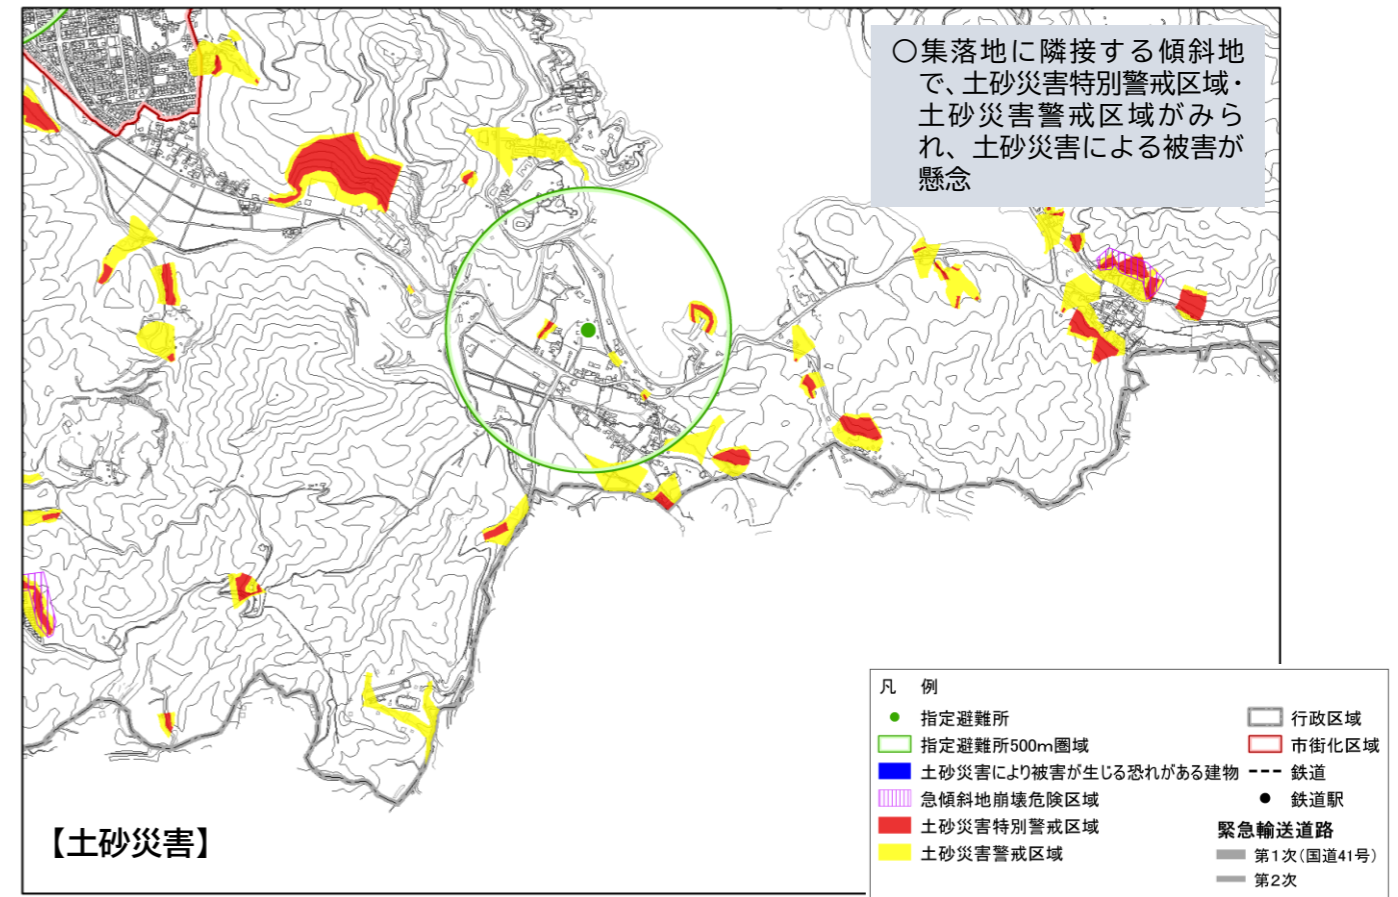 〇集落地に隣接する傾斜地
で、土砂災害特別警戒区域・
土砂災害警戒区域がみら
れ、土砂災害による被害が
懸念
凡　例
指定避難所
指定避難所500m圏域
土砂災害により被害が生じる恐れがある建物
急傾斜地崩壊危険区域
土砂災害特別警戒区域
土砂災害警戒区域
行政区域
市街化区域
鉄道
鉄道駅
緊急輸送道路
第1次(国道41号)
第2次
【土砂災害】